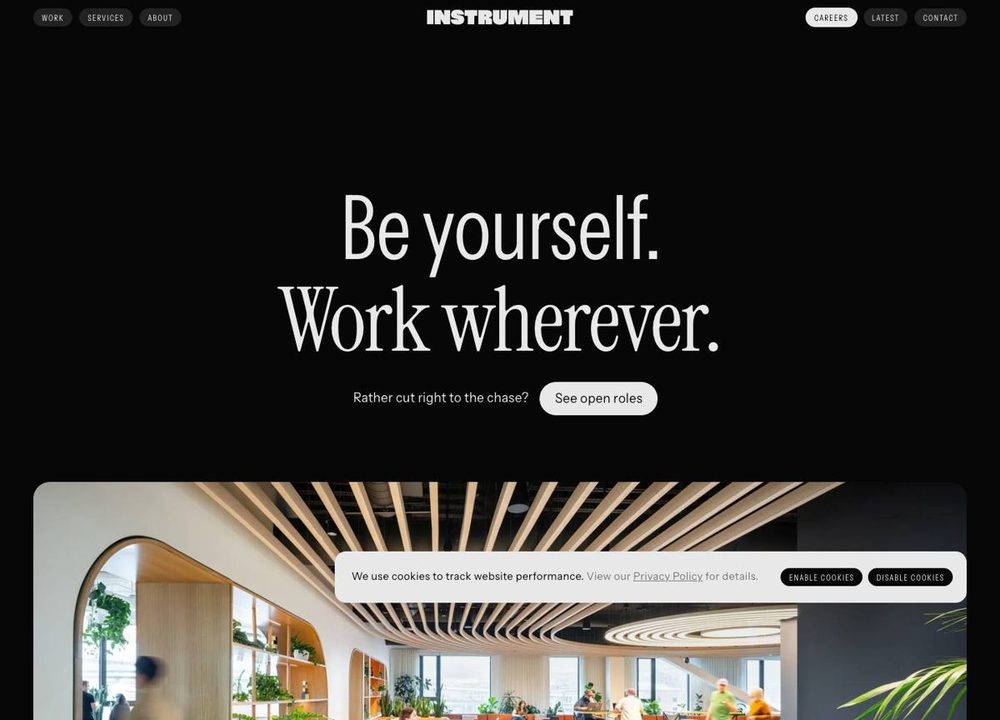 WORK
SERVICES
ABOUT
INSTRUMENT
CAREERS
LATEST
CONTACT
Be yourself.
Work wherever.
Rather cut right to the chase?
See open roles
We use cookies to track website performance. View our Privacy Policy for details.
ENABLE COOKIES
DISABLE COOKIES